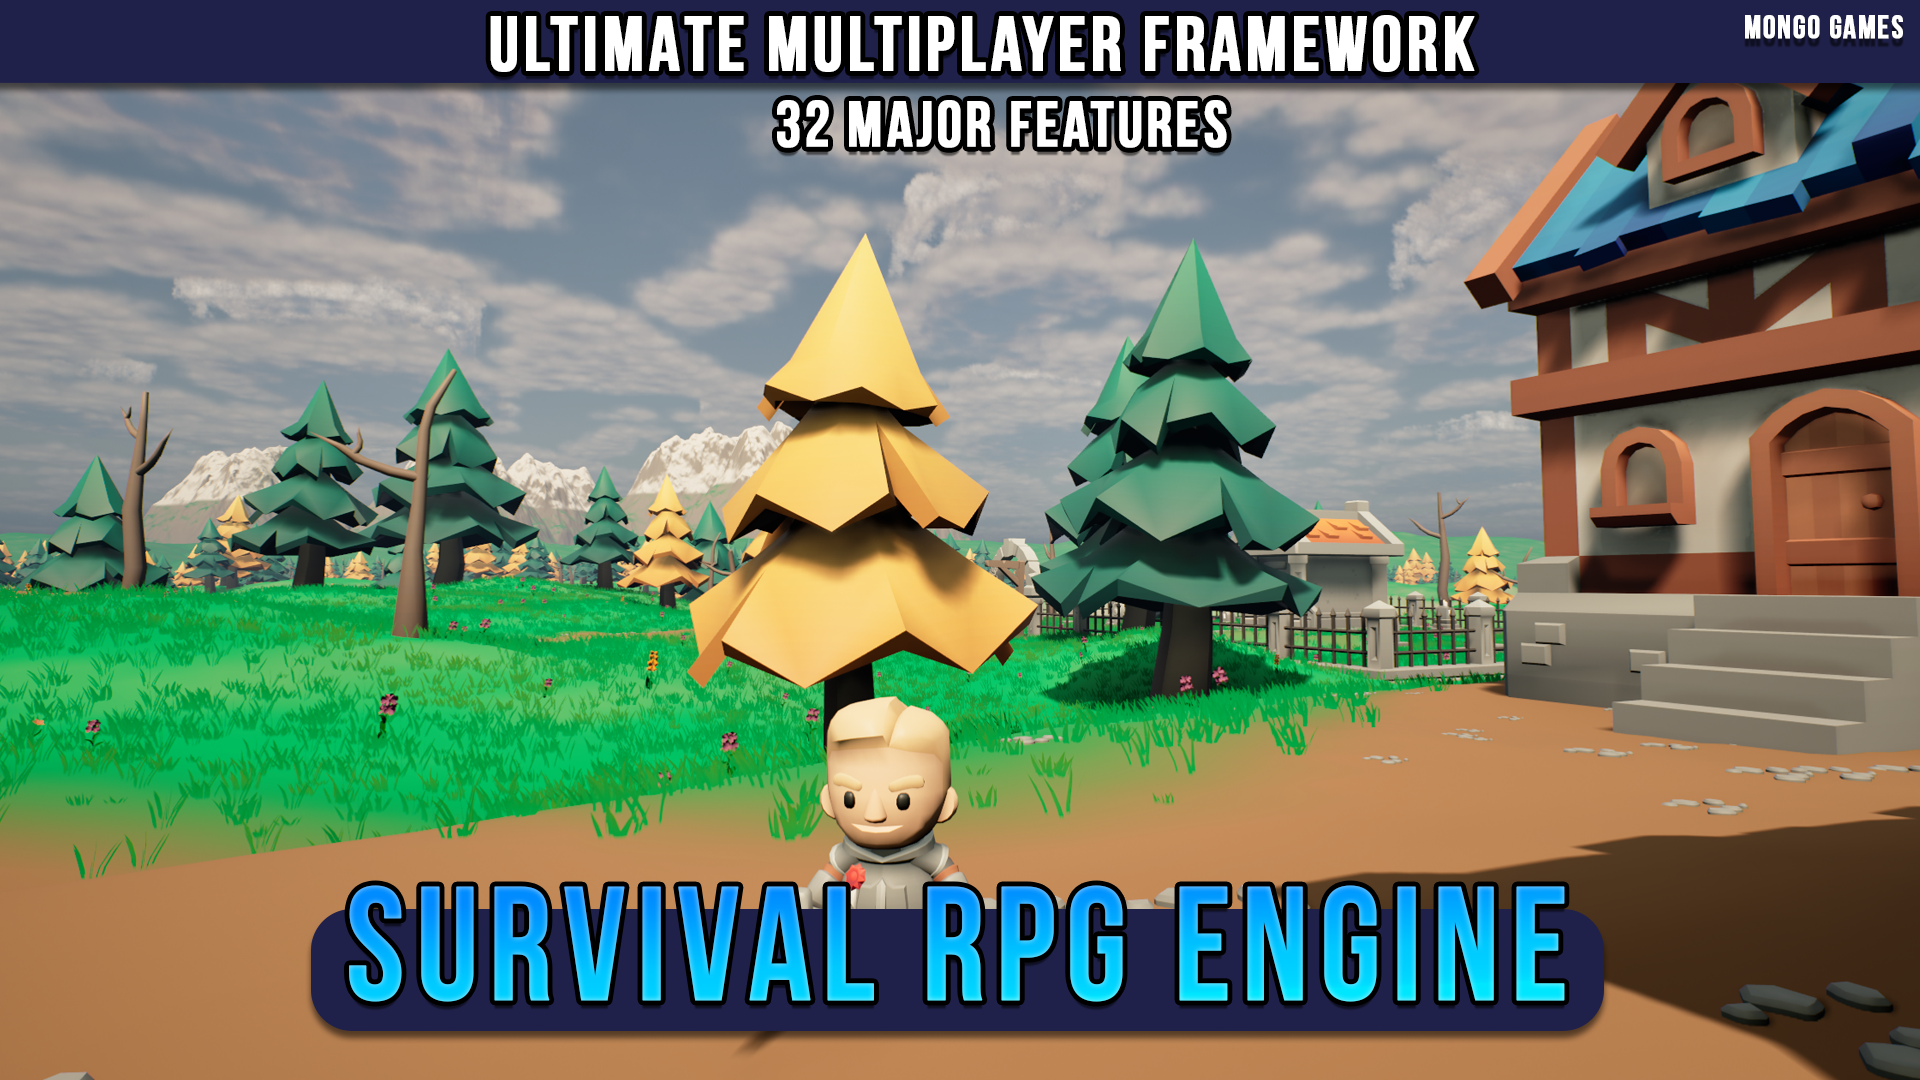 ULTIMATE MULTIPLAYER FRAMEWORK
MONGO GAMES
32 MAJOR FEATURES
SURVIVAL RPG ENGINE